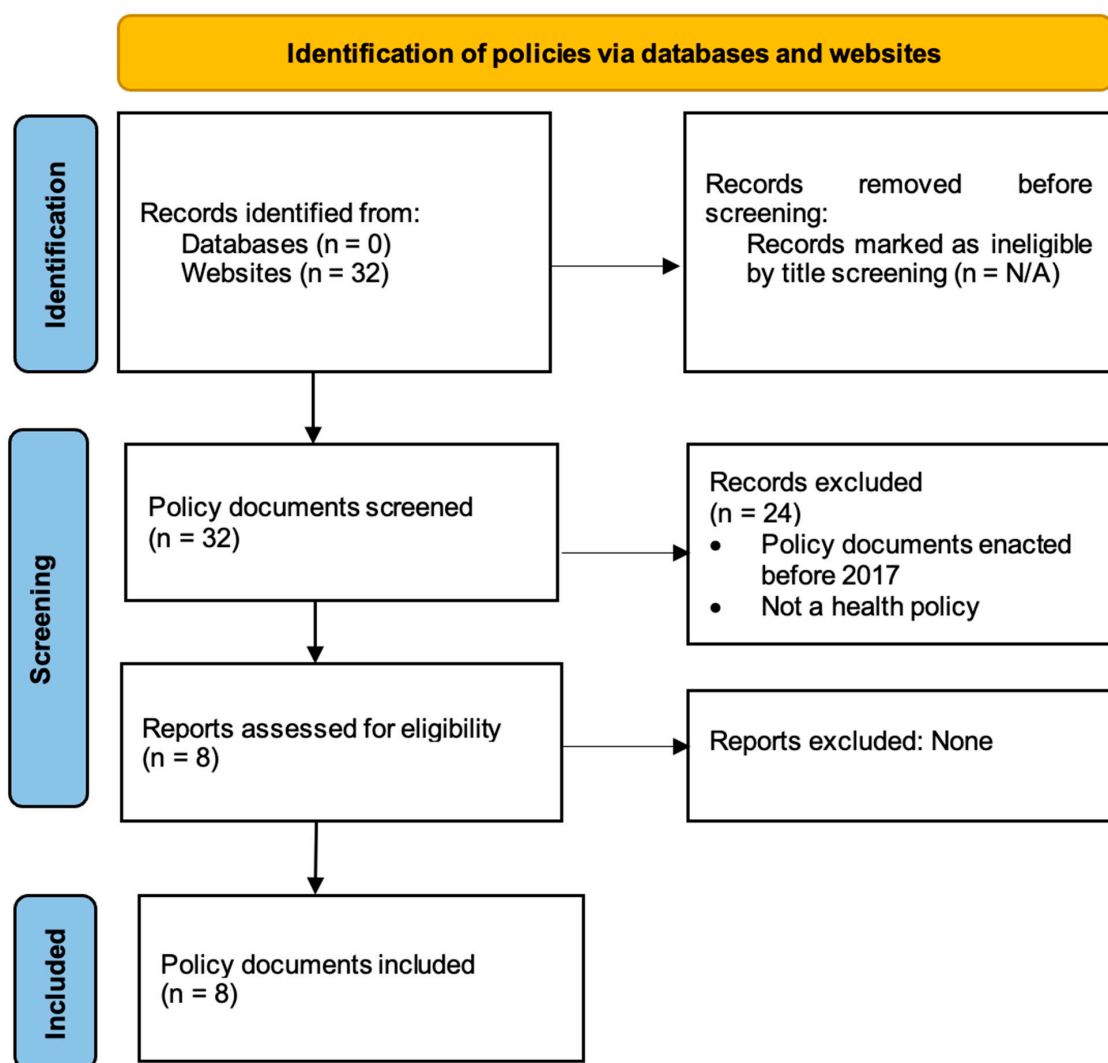 Identification of policies via databases and websites
Identification
Records identified from:
Databases (n = 0)
Websites (n = 32)
Records removed before
screening:
Records marked as ineligible
by title screening (n = N/A)
Screening
Policy documents screened
(n = 32)
Records excluded
(n = 24)
• Policy documents enacted
before 2017
• Not a health policy
Reports assessed for eligibility
(n = 8)
Reports excluded: None
Included
Policy documents included
(n = 8)